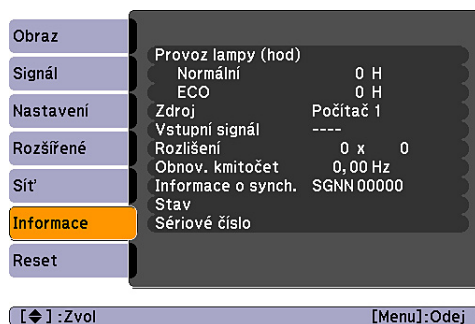 Obraz
Signál
Nastavení
Rozšířené
Síť
Informace
Reset
Provoz lampy (hod)
Normální 0 H
ECO 0 H
Zdroj Počítač 1
Vstupní signál ----
Rozlišení 0 x 0
Obnov. kmitočet 0,00 Hz
Informace o synch. SGNN 00000
Stav
Sériové číslo
[◆] :Zvol [Menu]:Odej